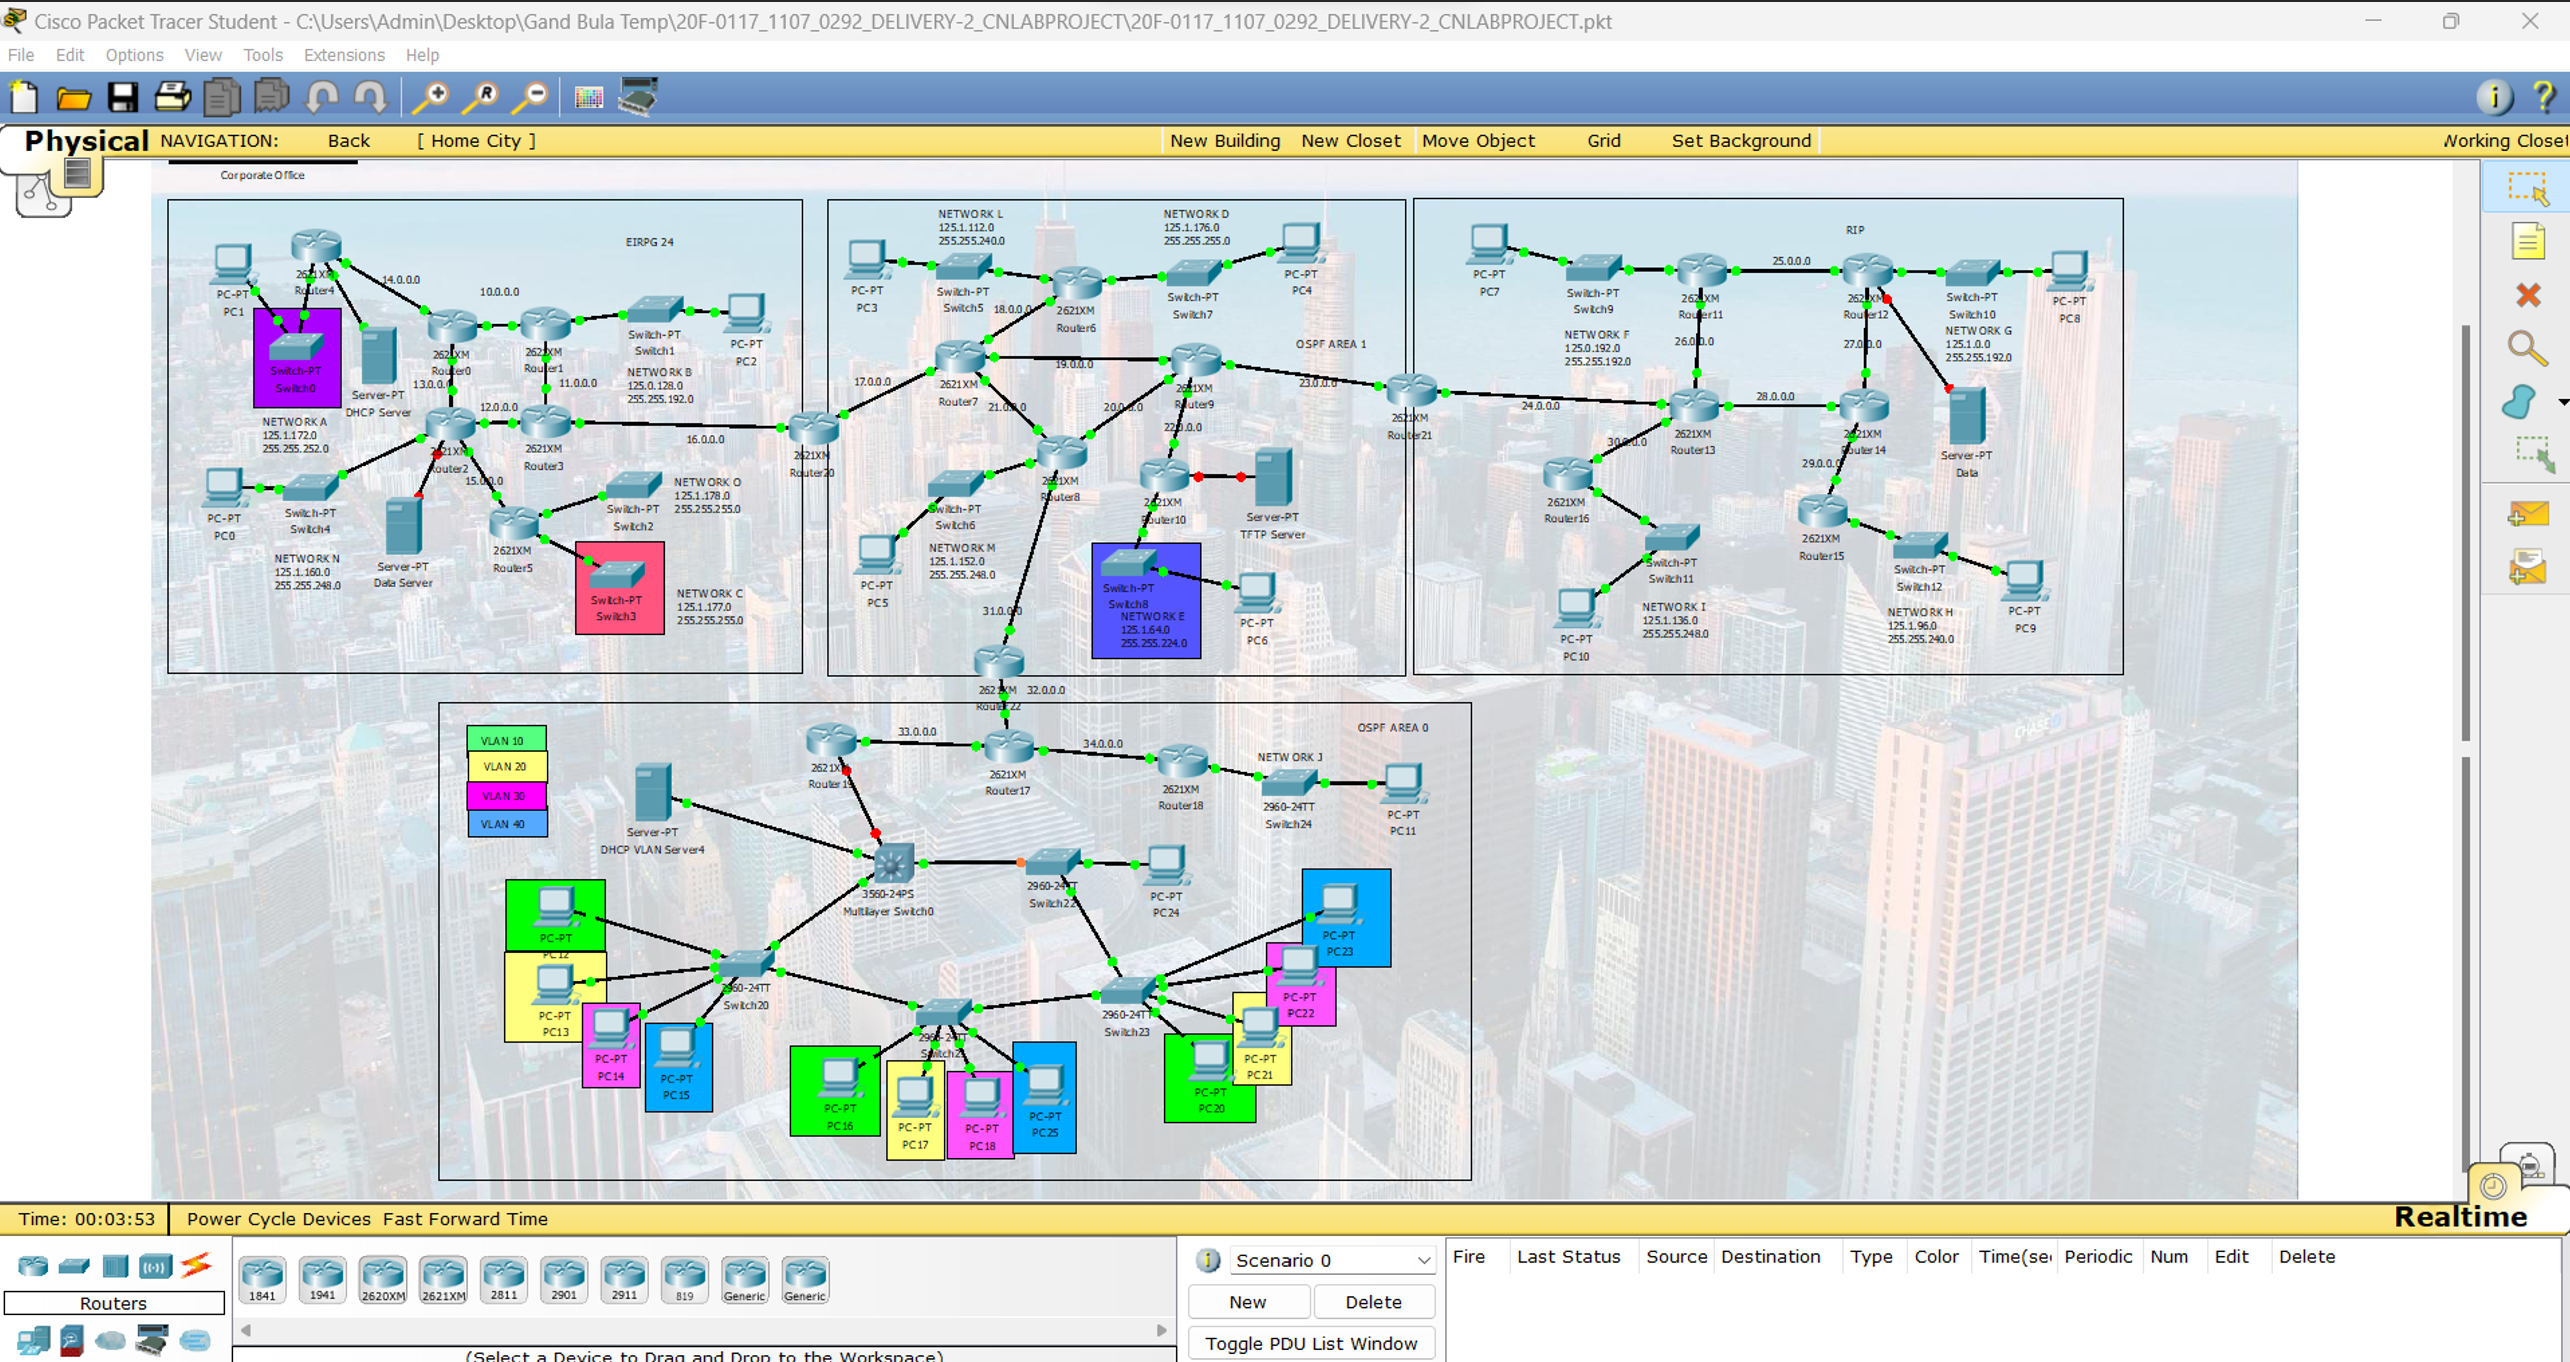 Cisco Packet Tracer Student - C:\Users\Admin\Desktop\Gand Bula Temp\20F-0117_1107_0292_DELIVERY-2_CNLABPROJECT\20F-0117_1107_0292_DELIVERY-2_CNLABPROJECT.pkt
File Edit Options View Tools Extensions Help
Physical NAVIGATION: Back [ Home City ] New Building New Closet Move Object Grid Set Background Working Closet
Corporate Office
EIRPG 24
PC-PT
PC1
2621XM
Router4
14.0.0.0
10.0.0.0
Switch-PT
Switch0
Server-PT
DHCP Server
2621XM
Router0
2621XM
Router1
Switch-PT
Switch1
PC-PT
PC2
NETWORK B
125.0.128.0
255.255.192.0
13.0.0.0
11.0.0.0
12.0.0.0
NETWORK A
125.1.172.0
255.255.252.0
2621XM
Router2
2621XM
Router3
16.0.0.0
15.0.0.0
PC-PT
PC0
Switch-PT
Switch4
NETWORK N
125.1.160.0
255.255.248.0
Server-PT
Data Server
2621XM
Router5
Switch-PT
Switch2
NETWORK O
125.1.178.0
255.255.255.0
Switch-PT
Switch3
NETWORK C
125.1.177.0
255.255.255.0
2621XM
Router20
17.0.0.0
NETWORK L
125.1.112.0
255.255.240.0
NETWORK D
125.1.176.0
255.255.255.0
PC-PT
PC3
Switch-PT
Switch5
18.0.0.0
2621XM
Router6
Switch-PT
Switch7
PC-PT
PC4
OSPF AREA 1
2621XM
Router7
19.0.0.0
2621XM
Router9
23.0.0.0
21.0.0.0
20.0.0.0
22.0.0.0
2621XM
Router8
2621XM
Router10
Server-PT
TFTP Server
Switch-PT
Switch6
NETWORK M
125.1.152.0
255.255.248.0
PC-PT
PC5
Switch-PT
Switch8
NETWORK E
125.1.64.0
255.255.224.0
PC-PT
PC6
31.0.0.0
2621XM
Router22
32.0.0.0
2621XM
Router21
24.0.0.0
RIP
PC-PT
PC7
Switch-PT
Switch9
2621XM
Router11
25.0.0.0
2621XM
Router12
Switch-PT
Switch10
PC-PT
PC8
NETWORK F
125.0.192.0
255.255.192.0
26.0.0.0
27.0.0.0
NETWORK G
125.1.0.0
255.255.192.0
2621XM
Router13
28.0.0.0
2621XM
Router14
Server-PT
Data
30.0.0.0
29.0.0.0
2621XM
Router16
2621XM
Router15
Switch-PT
Switch11
Switch-PT
Switch12
NETWORK I
125.1.136.0
255.255.248.0
NETWORK H
125.1.96.0
255.255.240.0
PC-PT
PC10
PC-PT
PC9
OSPF AREA 0
VLAN 10
VLAN 20
VLAN 30
VLAN 40
33.0.0.0
34.0.0.0
2621XM
Router19
2621XM
Router17
2621XM
Router18
NETWORK J
2960-24TT
Switch24
PC-PT
PC11
Server-PT
DHCP VLAN Server4
3560-24PS
Multilayer Switch0
2960-24TT
Switch22
PC-PT
PC24
PC-PT
PC12
PC-PT
PC13
PC-PT
PC14
PC-PT
PC15
2960-24TT
Switch20
2960-24TT
PC-PT
PC16
PC-PT
PC17
PC-PT
PC18
PC-PT
PC25
2960-24TT
Switch23
PC-PT
PC20
PC-PT
PC21
PC-PT
PC22
PC-PT
PC23
Time: 00:03:53 Power Cycle Devices Fast Forward Time Realtime
Routers
1841 1941 2620XM 2621XM 2811 2901 2911 819 Generic Generic
(Select a Device to Drag and Drop to the Workspace)
Scenario 0
New Delete
Toggle PDU List Window
Fire Last Status Source Destination Type Color Time(sec Periodic Num Edit Delete